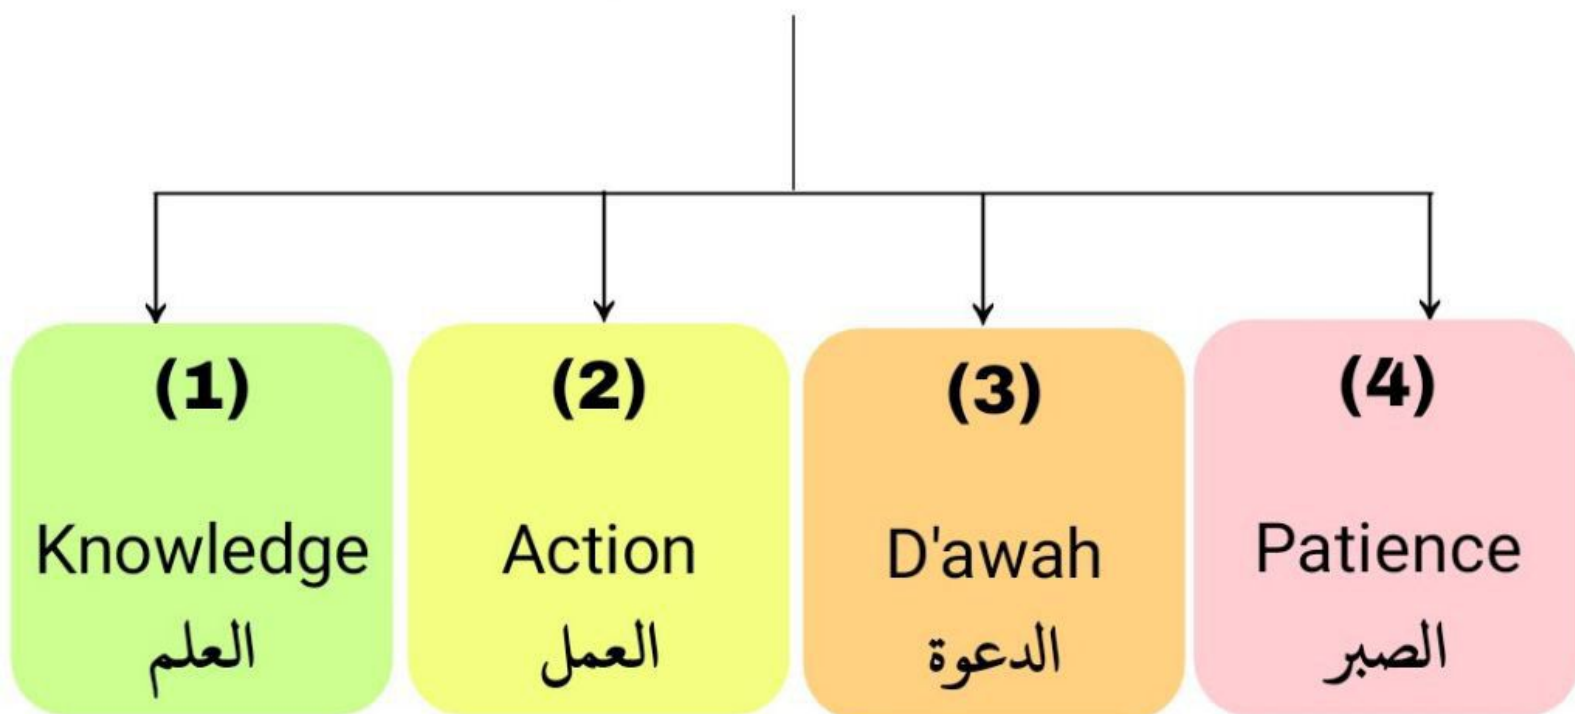 (1)
Knowledge
العلم
(2)
Action
العمل
(3)
D'awah
الدعوة
(4)
Patience
الصبر